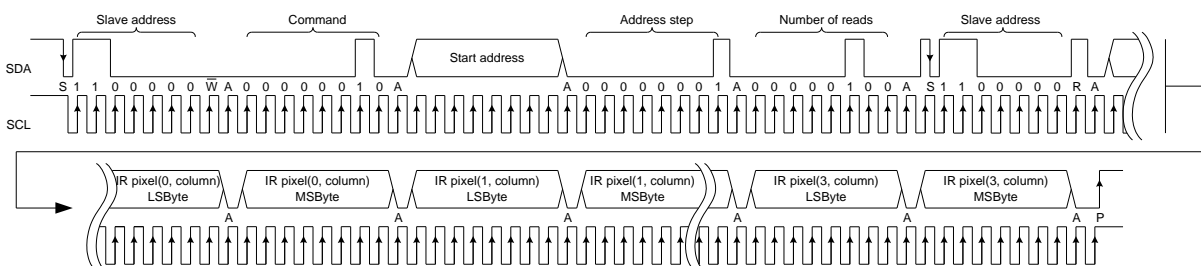 Slave address Command Address step Number of reads Slave address
SDA Start address
S 1 1 0 0 0 0 0 W̅ A 0 0 0 0 0 0 1 0 A A 0 0 0 0 0 0 0 1 A 0 0 0 0 0 1 0 0 A S 1 1 0 0 0 0 0 R A
SCL
IR pixel(0, column) IR pixel(0, column) IR pixel(1, column) IR pixel(1, column) IR pixel(3, column) IR pixel(3, column)
LSByte MSByte LSByte MSByte LSByte MSByte
A A A A A A P